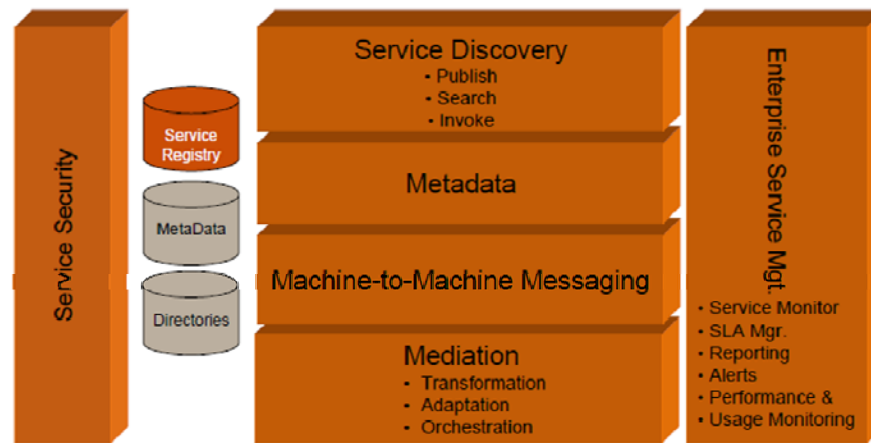 Service Security
Service
Registry
MetaData
Directories
Service Discovery
• Publish
• Search
• Invoke
Metadata
Machine-to-Machine Messaging
Mediation
• Transformation
• Adaptation
• Orchestration
Enterprise Service Mgt.
• Service Monitor
• SLA Mgr.
• Reporting
• Alerts
• Performance &
• Usage Monitoring